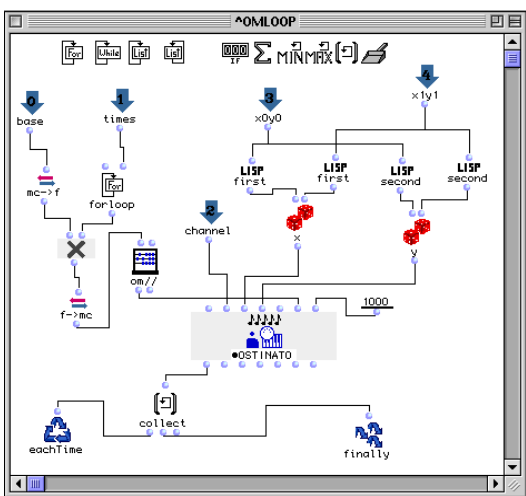 ^OMLOOP
For While List List 000 If Σ MIN MAX
0 1 3 4
base times x0y0 x1y1
LISP LISP LISP LISP
mc->f For first first second second
forloop
2
channel
x y
om//
f->mc 1000
●OSTINATO
collect
eachTime finally